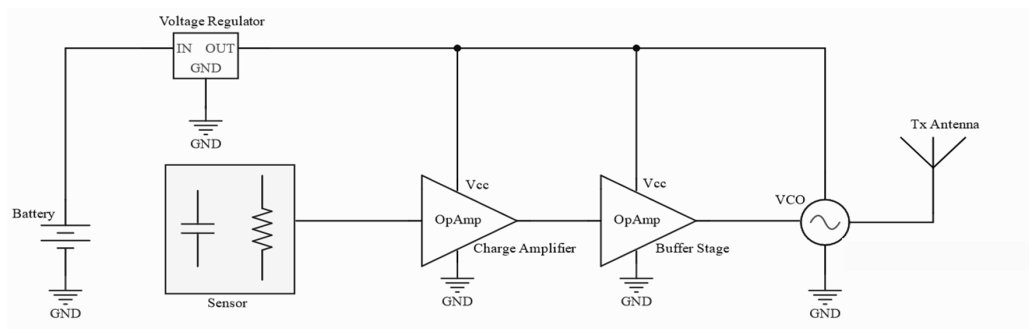 Voltage Regulator
IN OUT
GND
GND
Tx Antenna
Vcc
Vcc
VCO
Battery
OpAmp
OpAmp
Charge Amplifier
Buffer Stage
Sensor
GND
GND
GND
GND